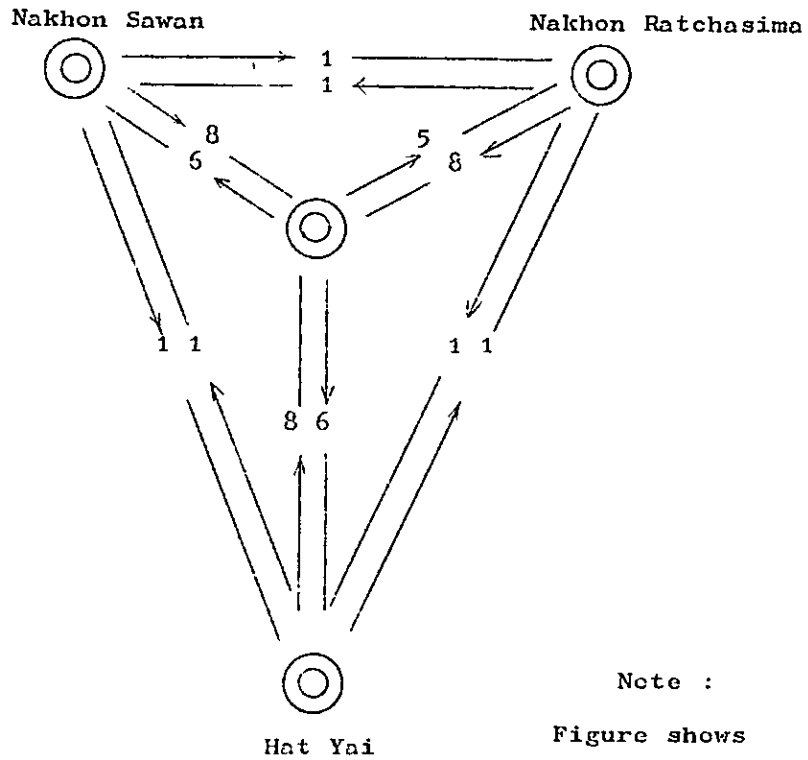 Nakhon Sawan
Nakhon Ratchasima
1
1
8
6
5
8
1 1
1 1
8 6
Note :
Figure shows
Hat Yai